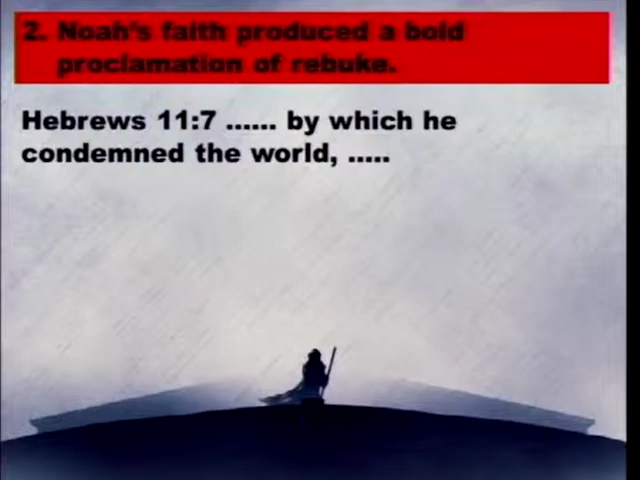 2. Noah's faith produced a bold
proclamation of rebuke.
Hebrews 11:7 ...... by which he
condemned the world, .....